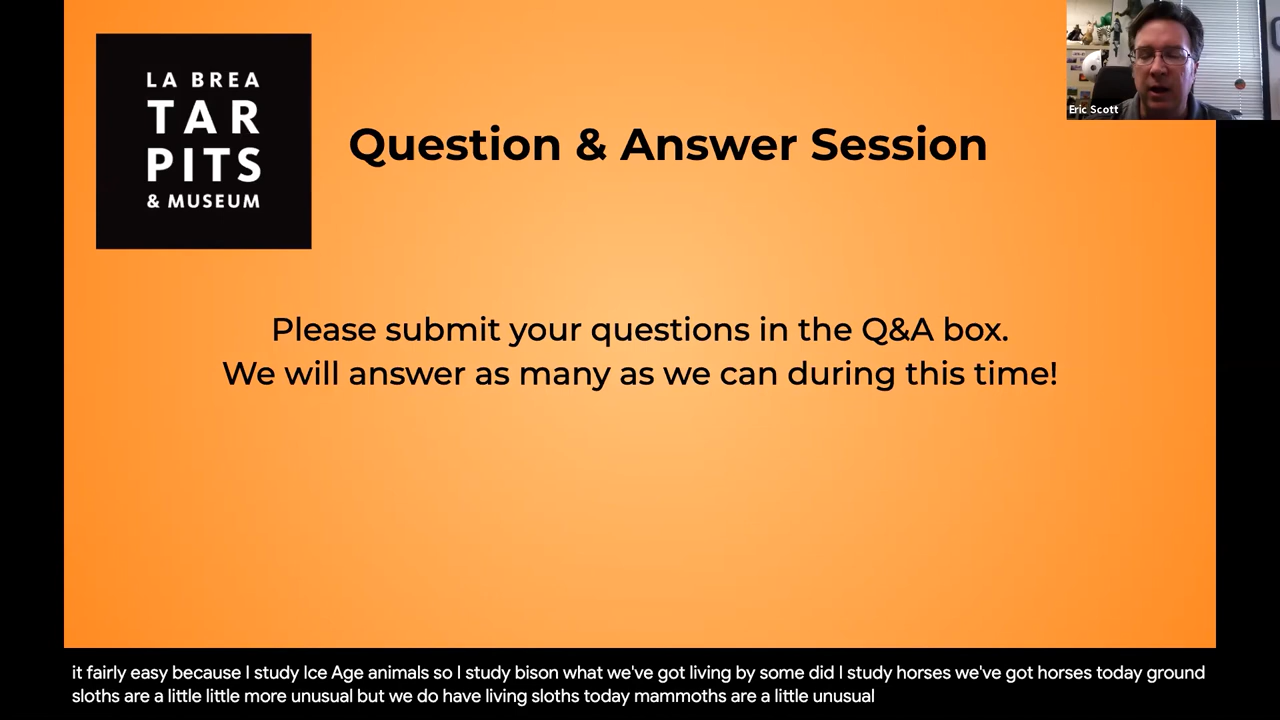 LA BREA
TAR
PITS
& MUSEUM
Question & Answer Session
Please submit your questions in the Q&A box.
We will answer as many as we can during this time!
Eric Scott
it fairly easy because I study Ice Age animals so I study bison what we've got living by some did I study horses we've got horses today ground
sloths are a little little more unusual but we do have living sloths today mammoths are a little unusual